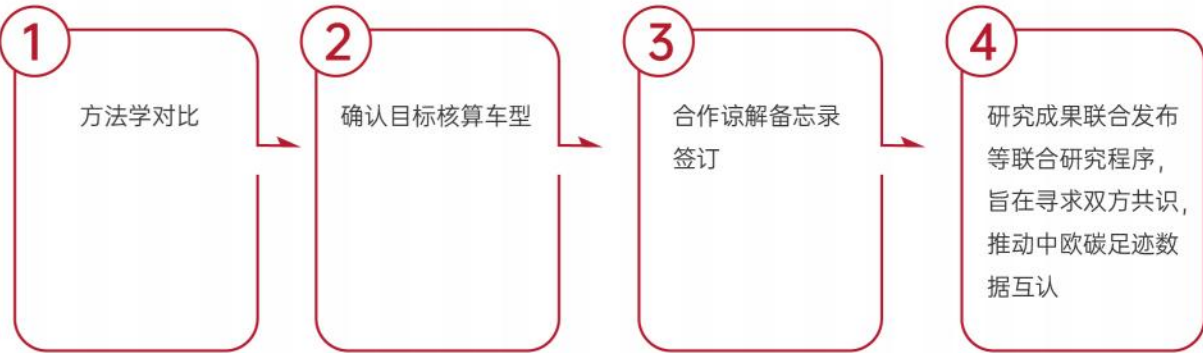 1
方法学对比
2
确认目标核算车型
3
合作谅解备忘录
签订
4
研究成果联合发布
等联合研究程序，
旨在寻求双方共识，
推动中欧碳足迹数
据互认